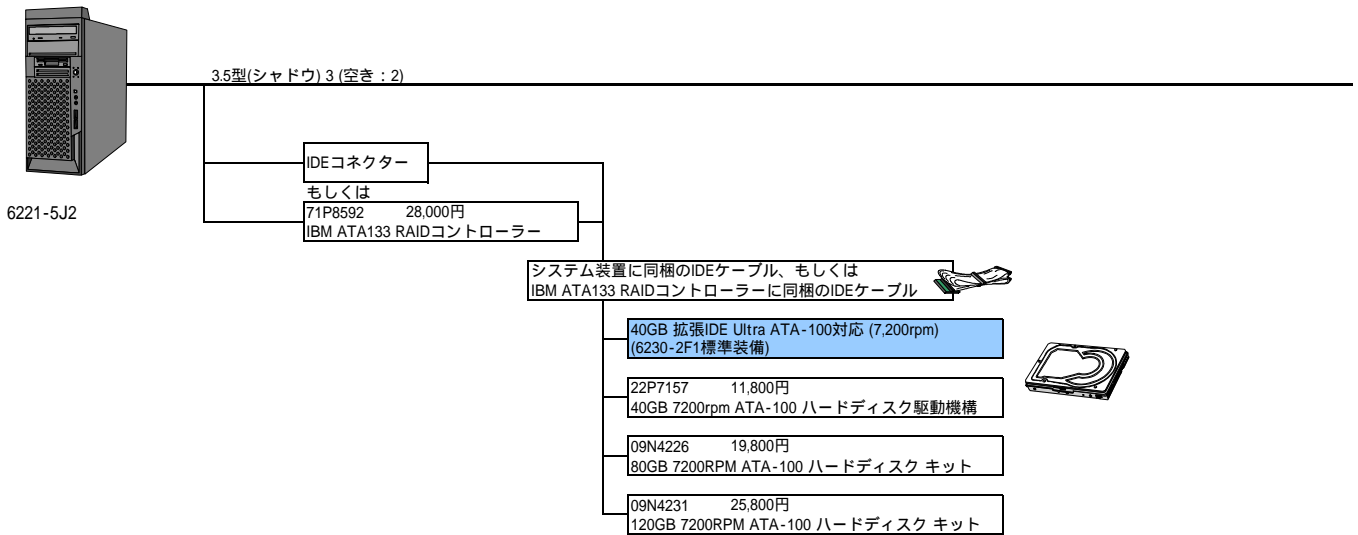 3.5型(シャドウ) 3 (空き：2)
IDEコネクター
もしくは
71P8592 28,000円
IBM ATA133 RAIDコントローラー
6221-5J2
システム装置に同梱のIDEケーブル、もしくは
IBM ATA133 RAIDコントローラーに同梱のIDEケーブル
40GB 拡張IDE Ultra ATA-100対応 (7,200rpm)
(6230-2F1標準装備)
22P7157 11,800円
40GB 7200rpm ATA-100 ハードディスク駆動機構
09N4226 19,800円
80GB 7200RPM ATA-100 ハードディスク キット
09N4231 25,800円
120GB 7200RPM ATA-100 ハードディスク キット